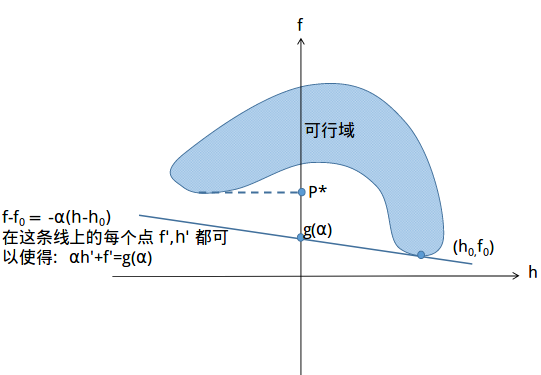 f
可行域
P*
f-f₀ = -α(h-h₀)
在这条线上的每个点 f',h' 都可
以使得: αh'+f'=g(α)
g(α)
(h₀,f₀)
h